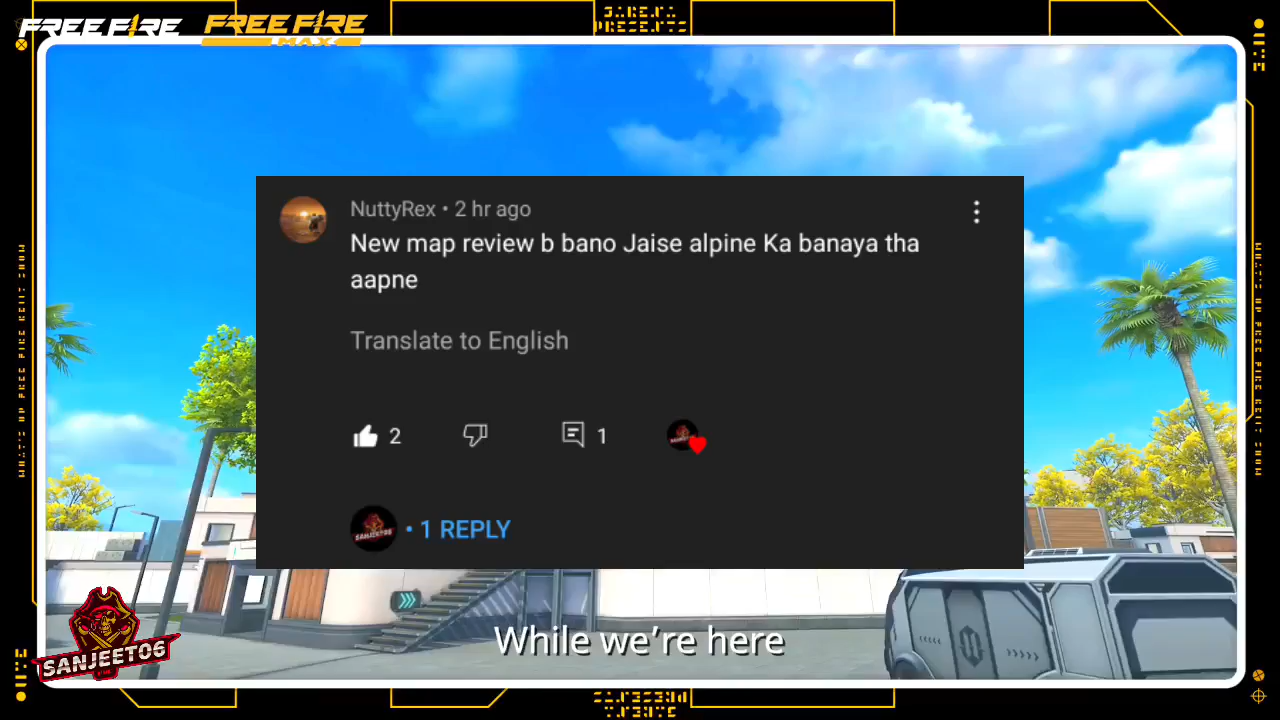 FREE FIRE
FREE FIRE
MAX
NuttyRex • 2 hr ago
New map review b bano Jaise alpine Ka banaya tha
aapne
Translate to English
2
1
SANJEET06
• 1 REPLY
While we're here
SANJEET06